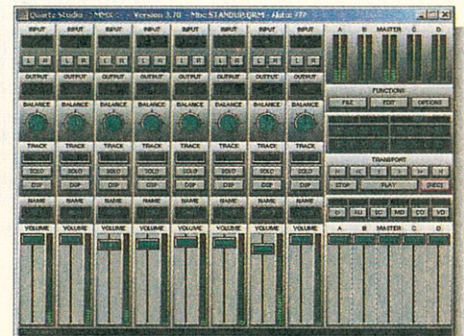 Quartz Studio - MMX - Version 3.70 - Mix: STANDUP.QRM -
INPUT INPUT INPUT INPUT INPUT INPUT INPUT INPUT A B MASTER C D
L R L R L R L R L R L R L R L R
OUTPUT OUTPUT OUTPUT OUTPUT OUTPUT OUTPUT OUTPUT OUTPUT
FUNCTIONS
BALANCE BALANCE BALANCE BALANCE BALANCE BALANCE BALANCE BALANCE FILE EDIT OPTIONS
TRACK TRACK TRACK TRACK TRACK TRACK TRACK TRACK
TRANSPORT
SOLO SOLO SOLO SOLO SOLO SOLO SOLO SOLO
DSP DSP DSP DSP DSP DSP DSP DSP STOP PLAY
NAME NAME NAME NAME NAME NAME NAME NAME
VOLUME VOLUME VOLUME VOLUME VOLUME VOLUME VOLUME VOLUME A B MASTER C D